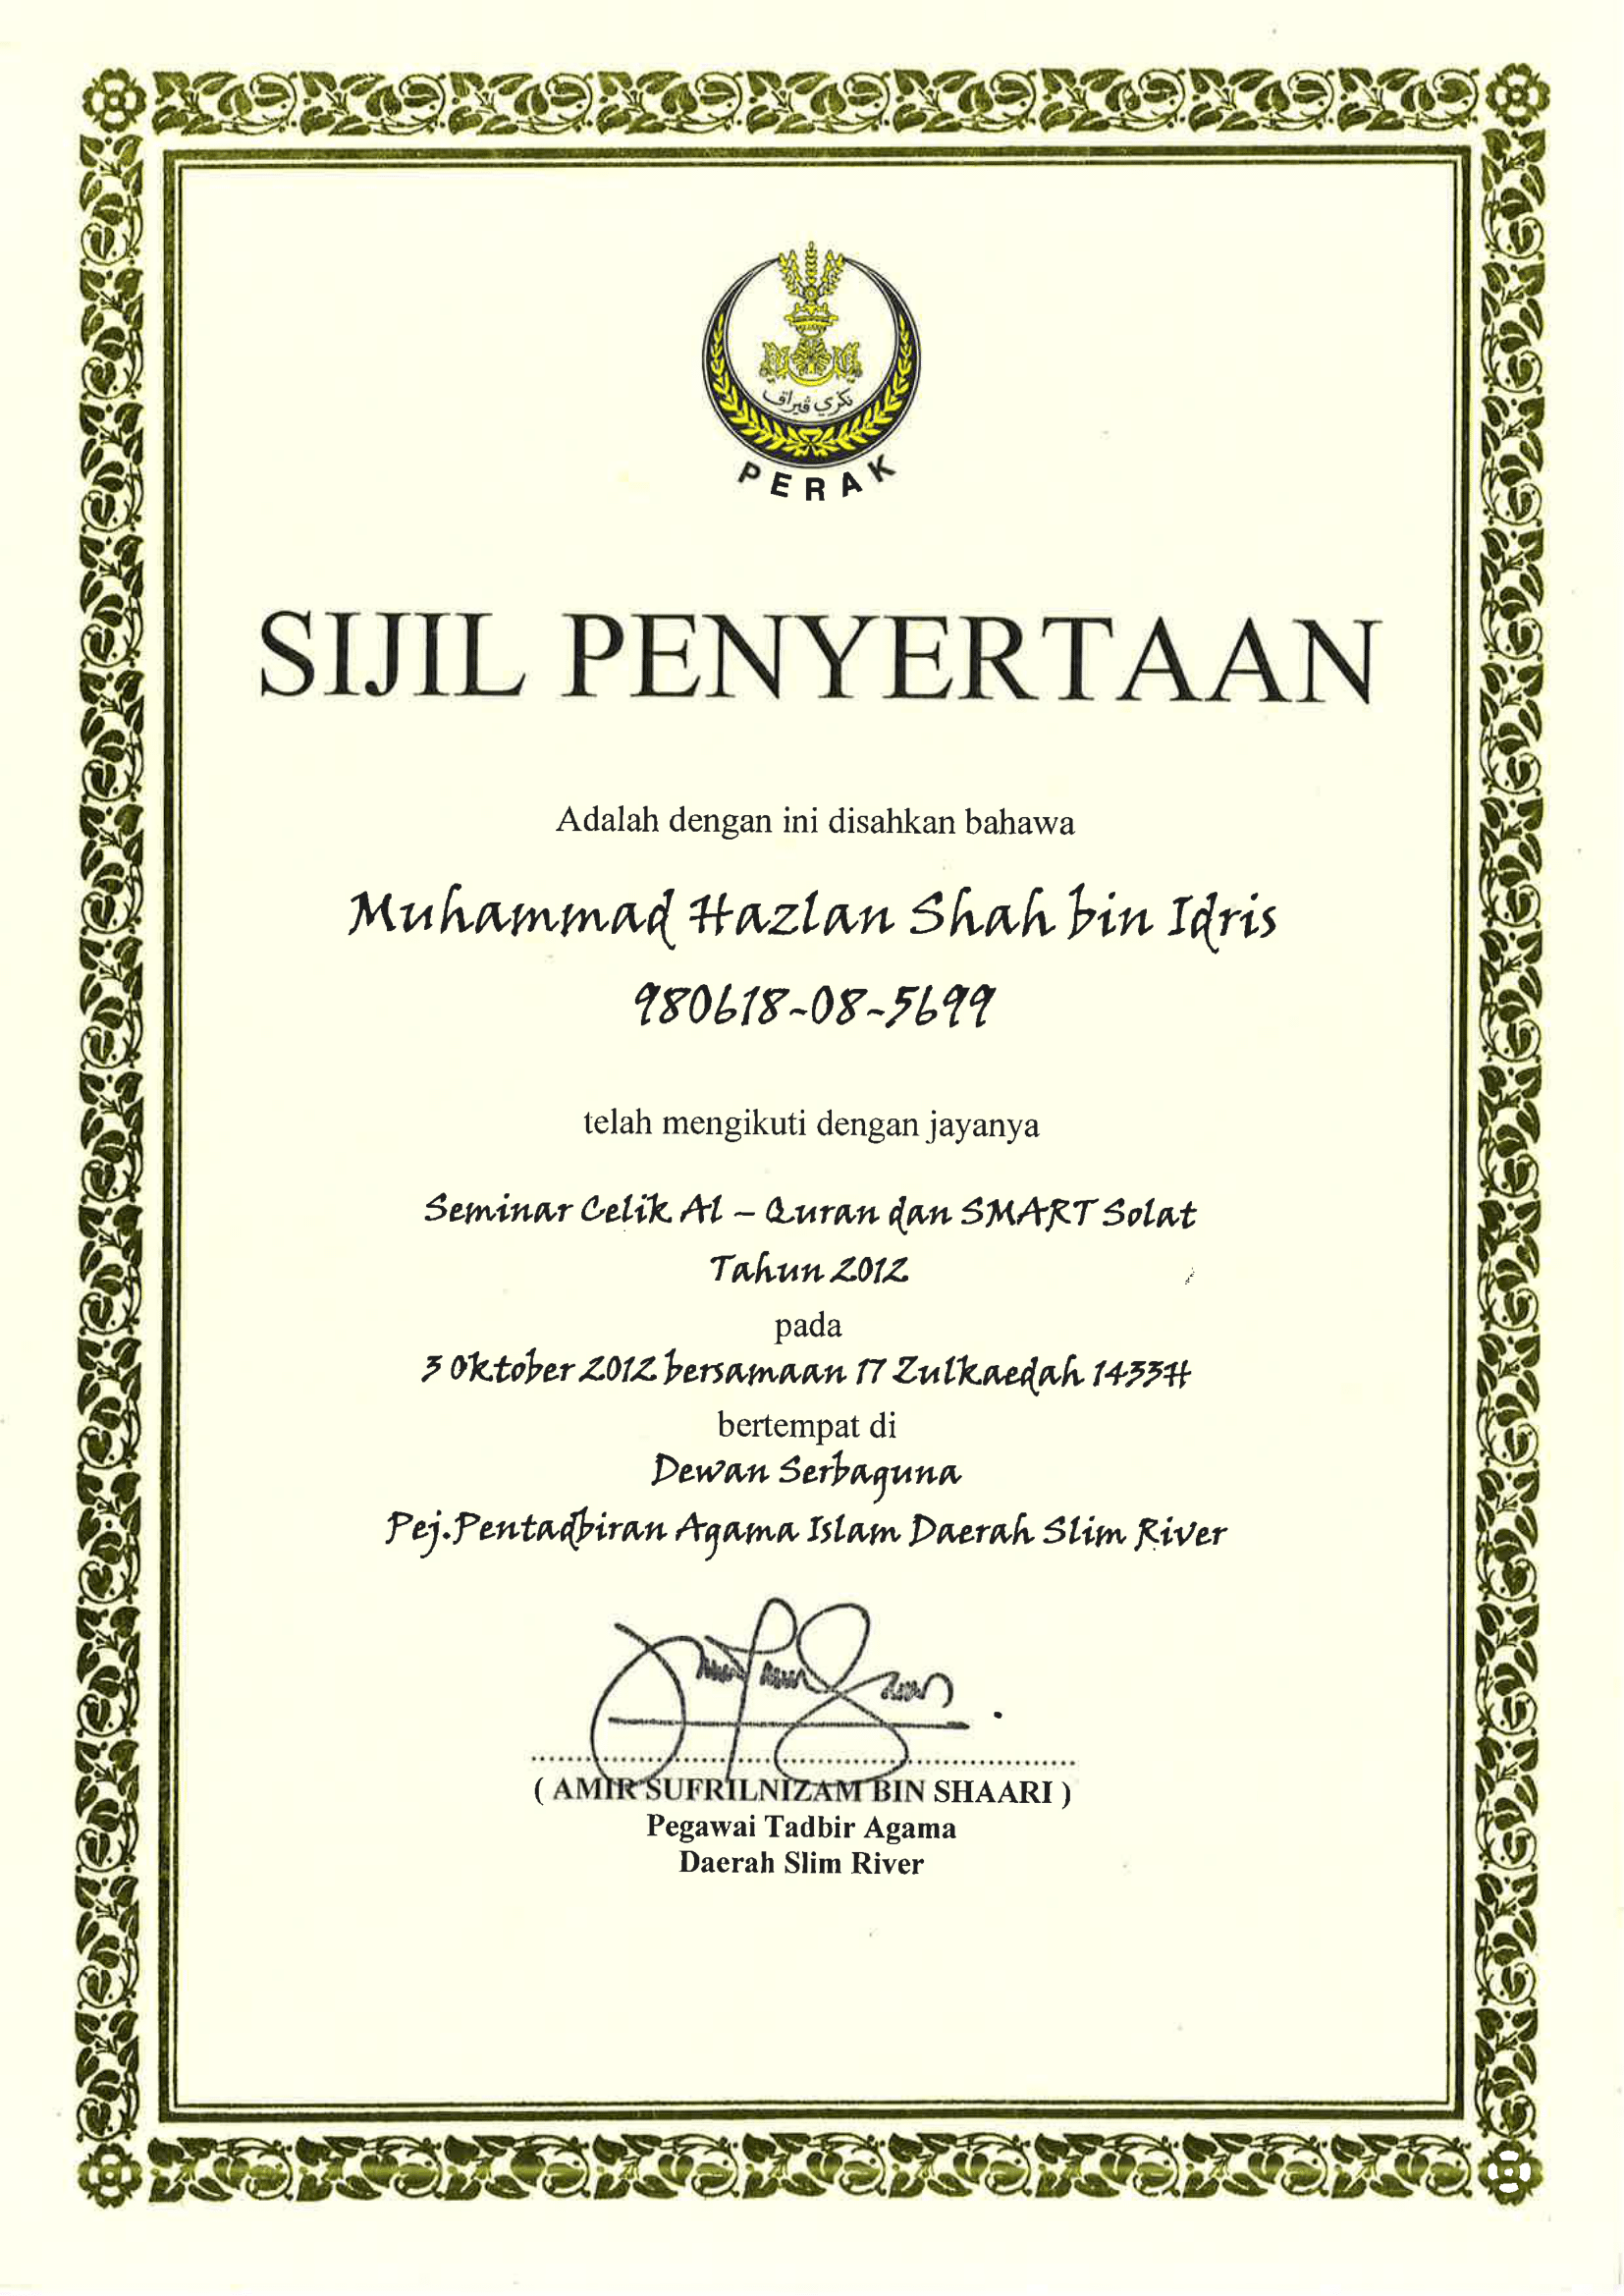 نݢري ڤيراق
PERAK
SIJIL PENYERTAAN
Adalah dengan ini disahkan bahawa
Muhammad Hazlan Shah bin Idris
980618-08-5699
telah mengikuti dengan jayanya
Seminar Celik Al – Quran dan SMART Solat
Tahun 2012
pada
3 Oktober 2012 bersamaan 17 Zulkaedah 1433H
bertempat di
Dewan Serbaguna
Pej.Pentadbiran Agama Islam Daerah Slim River
( AMIR SUFRILNIZAM BIN SHAARI )
Pegawai Tadbir Agama
Daerah Slim River